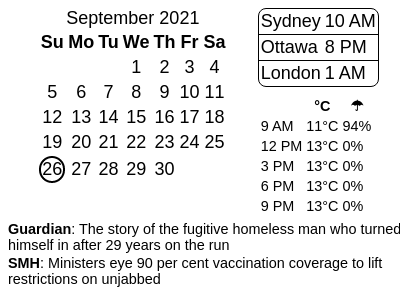 September 2021
Su Mo Tu We Th Fr Sa
1 2 3 4
5 6 7 8 9 10 11
12 13 14 15 16 17 18
19 20 21 22 23 24 25
26 27 28 29 30
Sydney 10 AM
Ottawa 8 PM
London 1 AM
°C ☂
9 AM 11°C 94%
12 PM 13°C 0%
3 PM 13°C 0%
6 PM 13°C 0%
9 PM 13°C 0%
Guardian: The story of the fugitive homeless man who turned
himself in after 29 years on the run
SMH: Ministers eye 90 per cent vaccination coverage to lift
restrictions on unjabbed